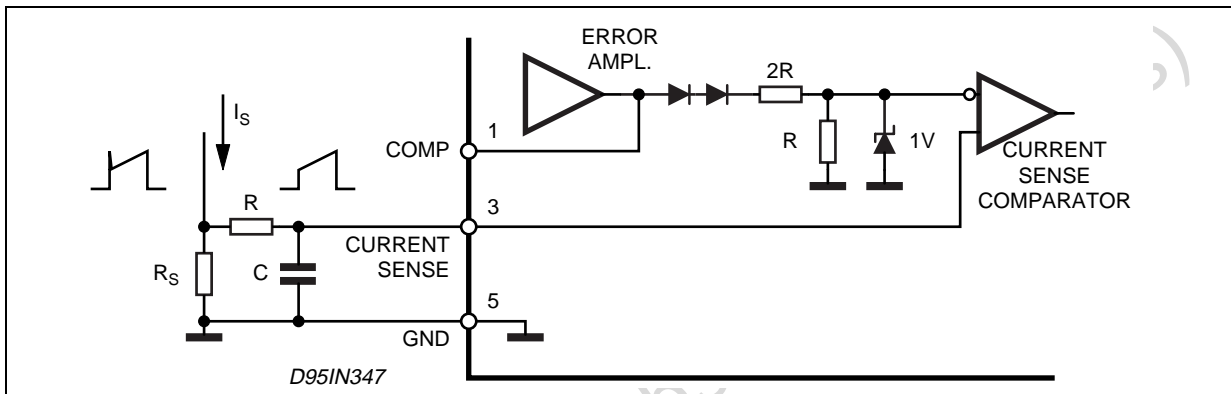 ERROR
AMPL.
2R
I_S
1
COMP
R
1V
CURRENT
SENSE
COMPARATOR
R
3
CURRENT
SENSE
R_S
C
5
GND
D95IN347